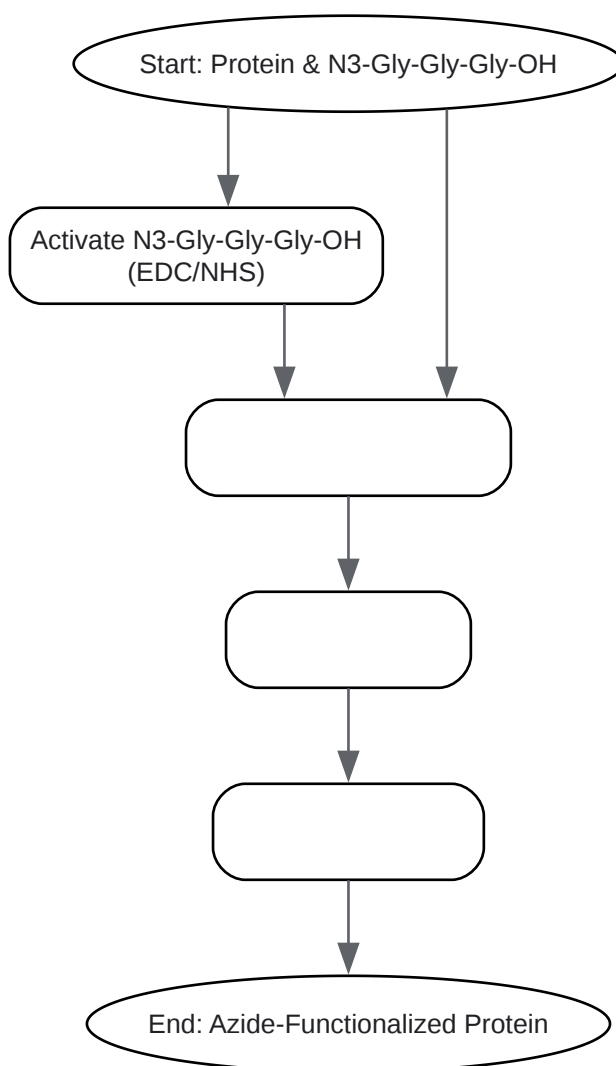 Start: Protein & N3-Gly-Gly-Gly-OH
Activate N3-Gly-Gly-Gly-OH
(EDC/NHS)
End: Azide-Functionalized Protein